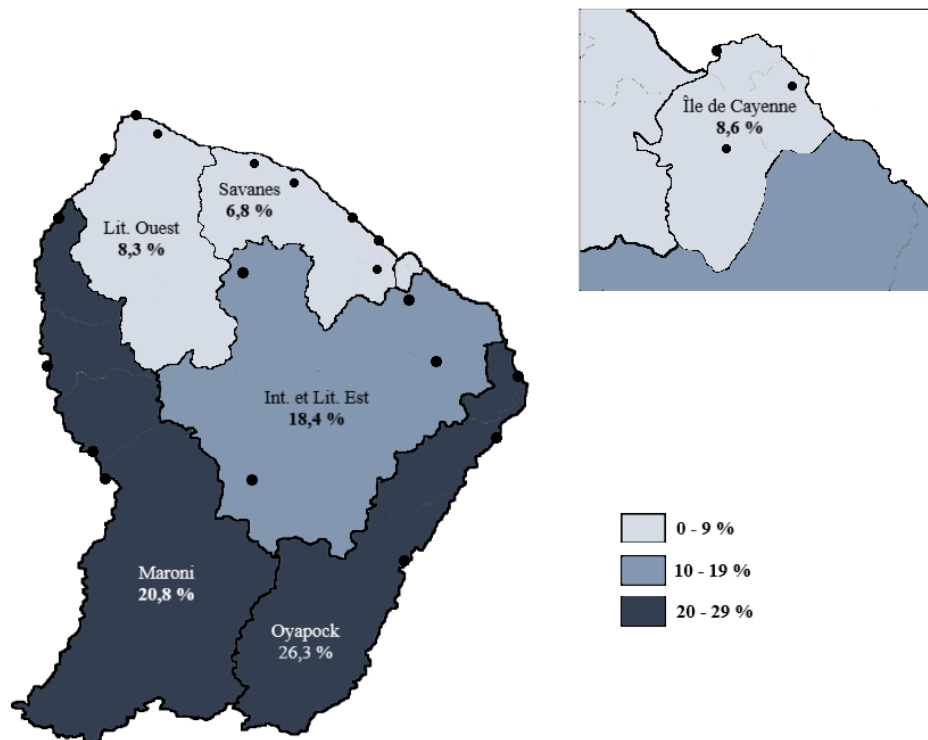 Île de Cayenne
8,6 %
Savanes
6,8 %
Lit. Ouest
8,3 %
Int. et Lit. Est
18,4 %
Maroni
20,8 %
Oyapock
26,3 %
0 - 9 %
10 - 19 %
20 - 29 %